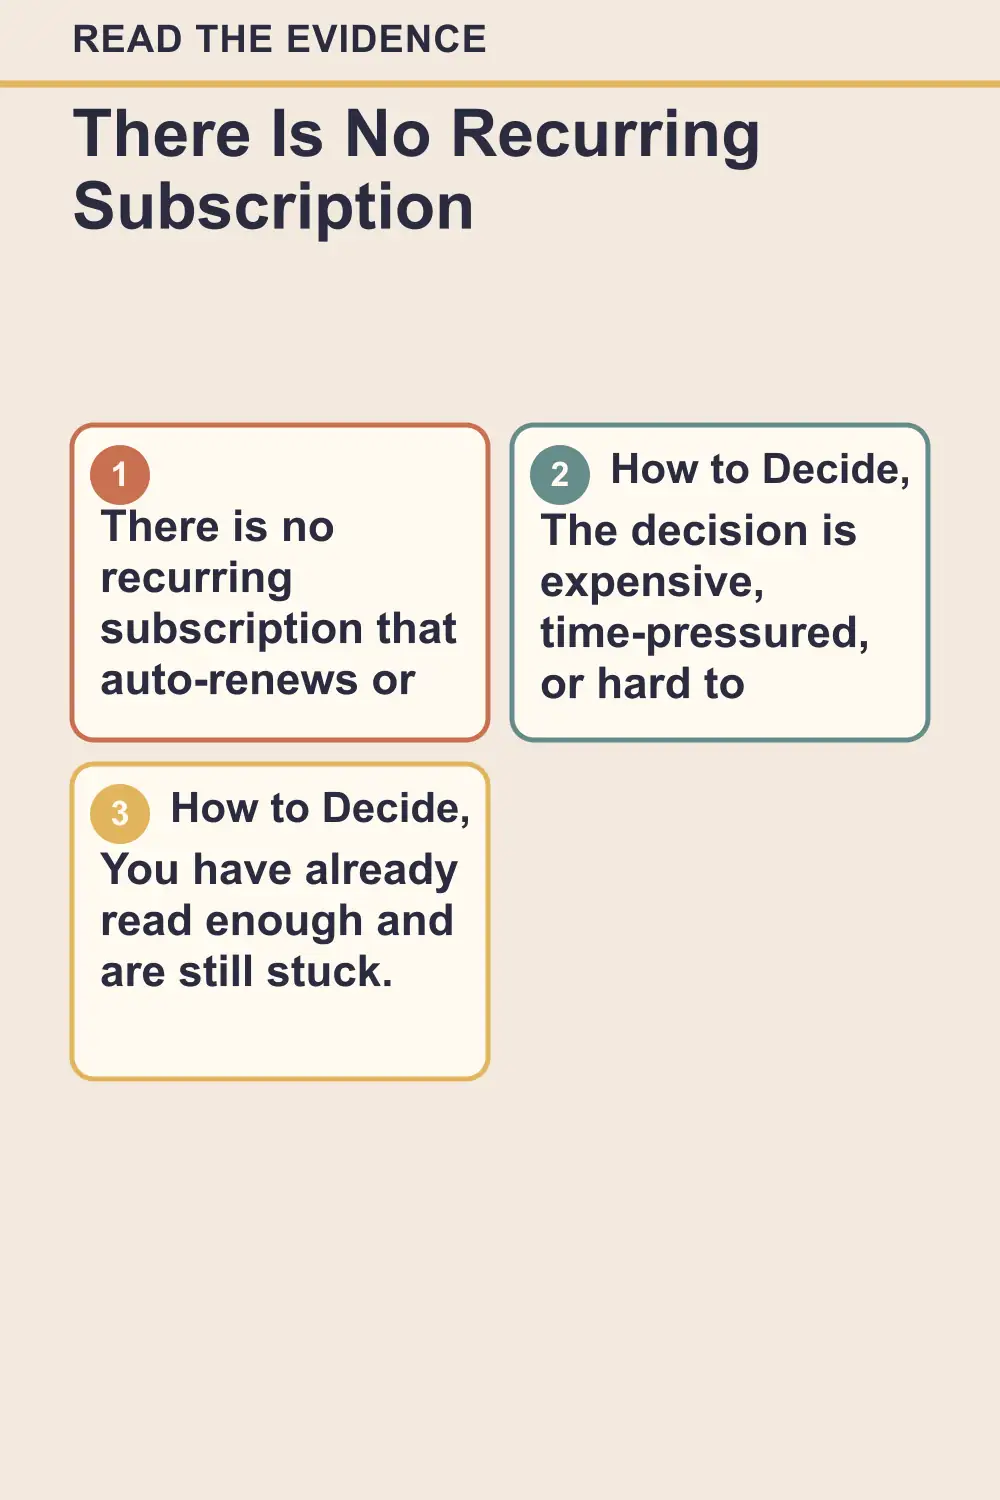 READ THE EVIDENCE
There Is No Recurring
Subscription
1
There is no
recurring
subscription that
auto-renews or
2 How to Decide,
The decision is
expensive,
time-pressured,
or hard to
3 How to Decide,
You have already
read enough and
are still stuck.